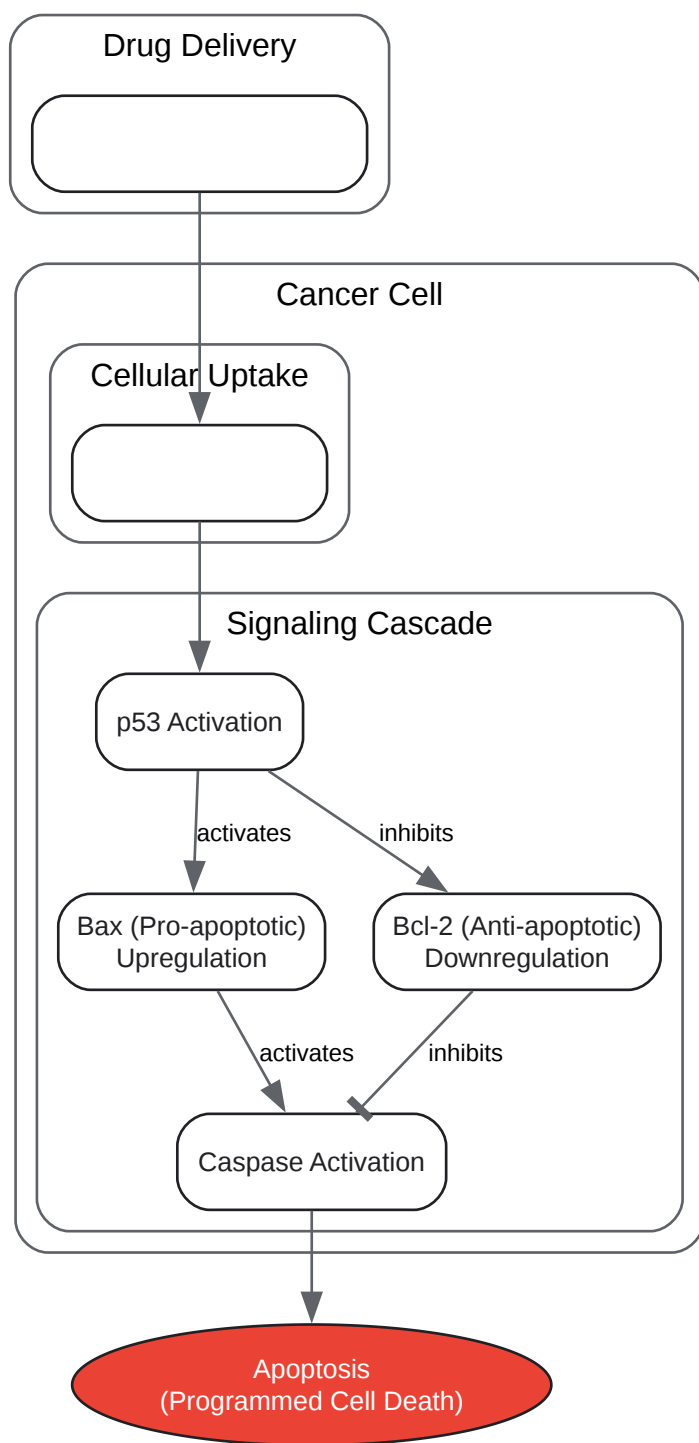 Drug Delivery
Cancer Cell
Cellular Uptake
Signaling Cascade
p53 Activation
activates
inhibits
Bax (Pro-apoptotic)
Upregulation
Bcl-2 (Anti-apoptotic)
Downregulation
activates
inhibits
Caspase Activation
Apoptosis
(Programmed Cell Death)